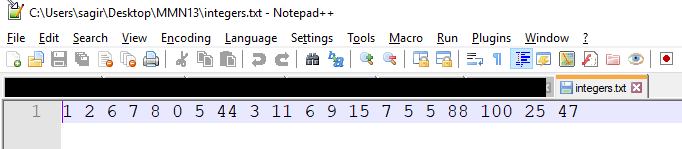 C:\Users\sagir\Desktop\MMN13\integers.txt - Notepad++
File Edit Search View Encoding Language Settings Tools Macro Run Plugins Window ?
integers.txt
1 1 2 6 7 8 0 5 44 3 11 6 9 15 7 5 5 88 100 25 47